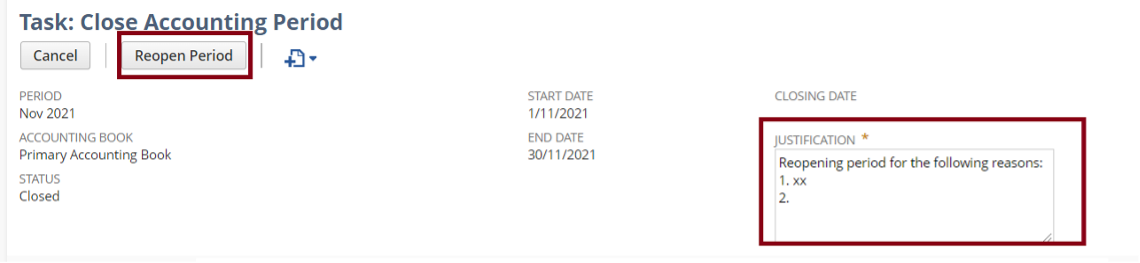 Task: Close Accounting Period
Cancel
Reopen Period
PERIOD
Nov 2021
ACCOUNTING BOOK
Primary Accounting Book
STATUS
Closed
START DATE
1/11/2021
END DATE
30/11/2021
CLOSING DATE
JUSTIFICATION *
Reopening period for the following reasons:
1. xx
2.